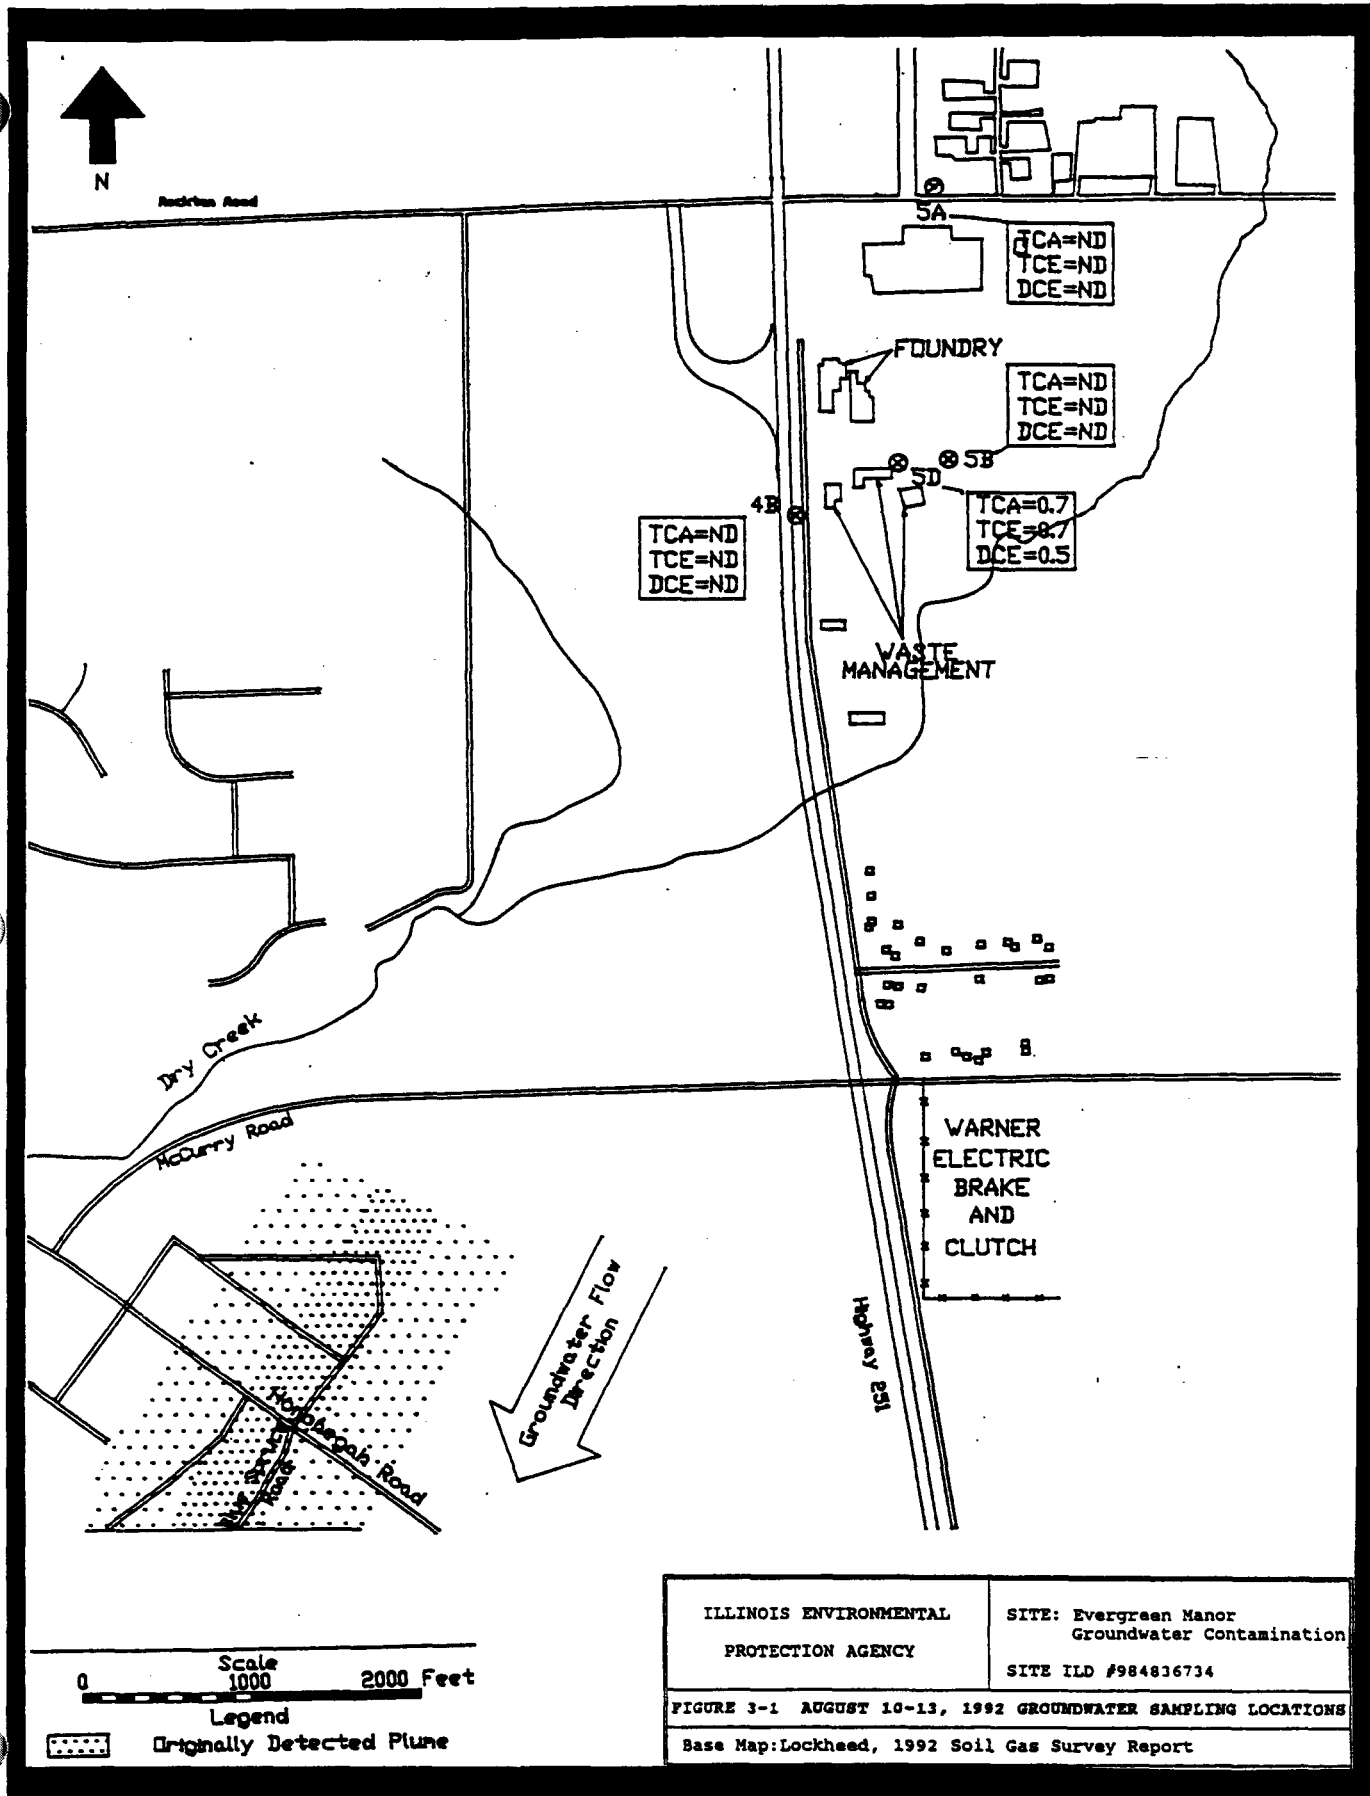 N
Rockton Road
5A
TCA=ND
TCE=ND
DCE=ND
FOUNDRY
TCA=ND
TCE=ND
DCE=ND
5B
5D
4B
TCA=0.7
TCE=0.7
DCE=0.5
TCA=ND
TCE=ND
DCE=ND
WASTE
MANAGEMENT
Dry Creek
McCurry Road
WARNER
ELECTRIC
BRAKE
AND
CLUTCH
Groundwater Flow
Direction
Highway 251
Hononegah Road
Road
ILLINOIS ENVIRONMENTAL
PROTECTION AGENCY
SITE: Evergreen Manor
Groundwater Contamination
SITE ILD #984836734
FIGURE 3-1 AUGUST 10-13, 1992 GROUNDWATER SAMPLING LOCATIONS
Base Map:Lockheed, 1992 Soil Gas Survey Report
Scale
0 1000 2000 Feet
Legend
Originally Detected Plume